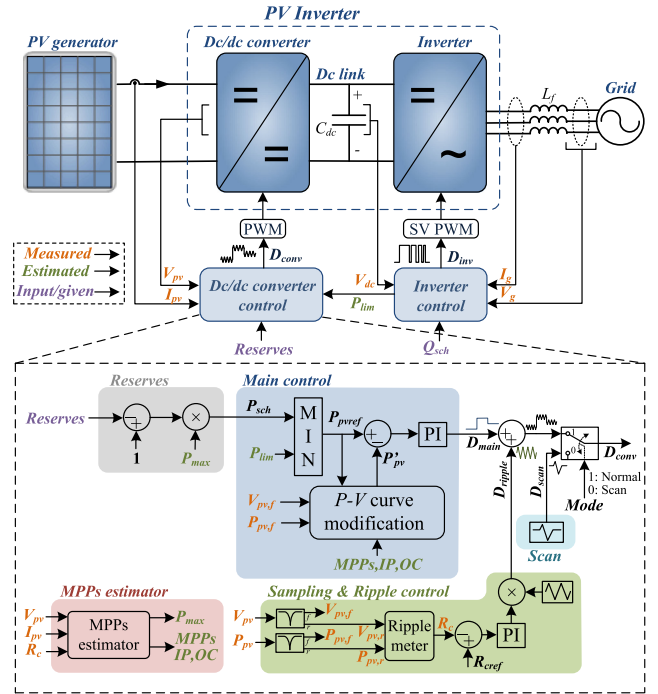 PV Inverter
PV generator
Dc/dc converter
Inverter
Dc link
Grid
L_f
=
=
=
~
+
C_dc
-
PWM
SV PWM
D_conv
D_inv
Measured
Estimated
Input/given
V_pv
I_pv
Dc/dc converter
control
V_dc
P_lim
Inverter
control
I_g
V_g
Reserves
Q_sch
Reserves
Main control
Reserves
+
-
1
×
P_max
P_sch
P_lim
M
I
N
P_pvref
+
-
P'_pv
PI
D_main
+
+
D_ripple
D_scan
1
0
D_conv
1: Normal
0: Scan
Mode
V_pv,f
P_pv,f
P-V curve
modification
MPPs,IP,OC
Scan
MPPs estimator
V_pv
I_pv
R_c
MPPs
estimator
P_max
MPPs
IP,OC
Sampling & Ripple control
V_pv
P_pv
f
r
f
r
V_pv,f
V_pv,r
P_pv,f
P_pv,r
Ripple
meter
R_c
+
-
R_cref
PI
×